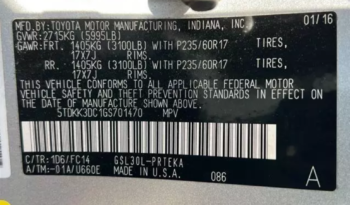 MFD.BY:TOYOTA MOTOR MANUFACTURING, INDIANA, INC. 01/16
GVWR:2715KG (5995LB)
GAWR:FRT. 1405KG (3100LB) WITH P235/60R17 TIRES,
17X7J RIMS,
RR. 1405KG (3100LB) WITH P235/60R17 TIRES,
17X7J RIMS,
THIS VEHICLE CONFORMS TO ALL APPLICABLE FEDERAL MOTOR
VEHICLE SAFETY AND THEFT PREVENTION STANDARDS IN
EFFECT ON THE DATE OF MANUFACTURE SHOWN ABOVE.
5TDKK3DC1GS701470 MPV
C/TR:1D6/FC14 GSL30L-PRTEKA
A/TM:-01A/U660E MADE IN U.S.A.
086 A